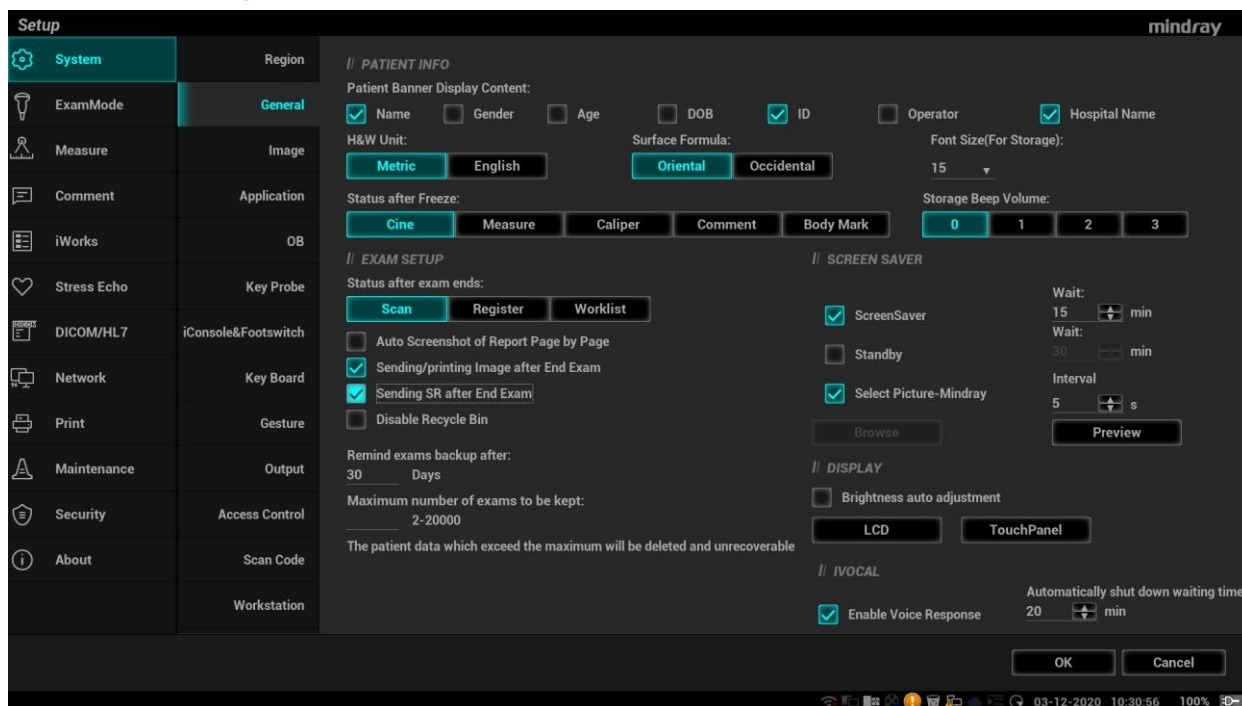 Setup
mindray
System
ExamMode
Measure
Comment
iWorks
Stress Echo
DICOM/HL7
Network
Print
Maintenance
Security
About
Region
General
Image
Application
OB
Key Probe
iConsole&Footswitch
Key Board
Gesture
Output
Access Control
Scan Code
Workstation
// PATIENT INFO
Patient Banner Display Content:
Name Gender Age DOB ID Operator Hospital Name
H&W Unit: Surface Formula: Font Size(For Storage):
Metric English Oriental Occidental 15
Status after Freeze: Storage Beep Volume:
Cine Measure Caliper Comment Body Mark 0 1 2 3
// EXAM SETUP
Status after exam ends:
Scan Register Worklist
Auto Screenshot of Report Page by Page
Sending/printing Image after End Exam
Sending SR after End Exam
Disable Recycle Bin
Remind exams backup after:
30 Days
Maximum number of exams to be kept:
2-20000
The patient data which exceed the maximum will be deleted and unrecoverable
// SCREEN SAVER
Wait:
ScreenSaver 15 min
Wait:
Standby 30 min
Interval
Select Picture-Mindray 5 s
Browse Preview
// DISPLAY
Brightness auto adjustment
LCD TouchPanel
// IVOCAL
Automatically shut down waiting time
Enable Voice Response 20 min
OK Cancel
03-12-2020 10:30:56 100%